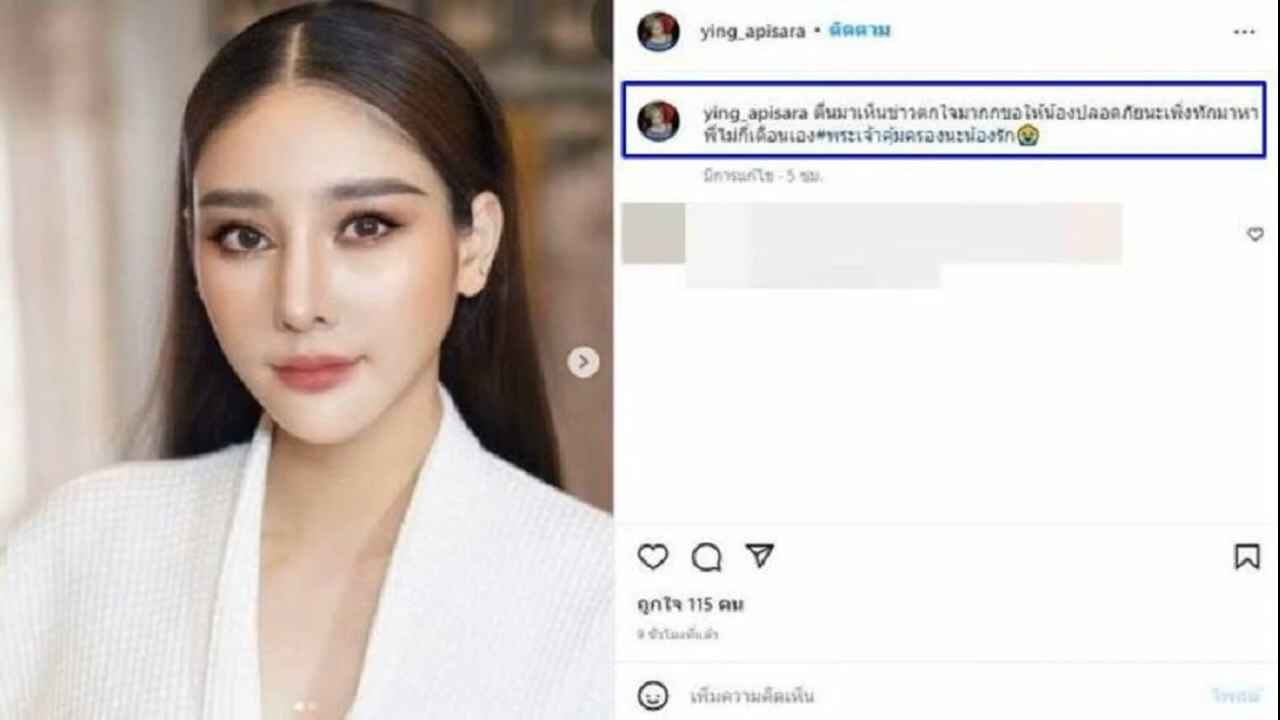 ying_apisara • ติดตาม
ying_apisara ตื่นมาเห็นข่าวตกใจมากกขอให้น้องปลอดภัยนะเพิ่งทักมาหา
พี่ไม่กี่เดือนเอง#พระเจ้าคุ้มครองนะน้องรัก😭
มีการแก้ไข · 5 ชม.
ถูกใจ 115 คน
9 ชั่วโมงที่แล้ว
เพิ่มความคิดเห็น
โพสต์